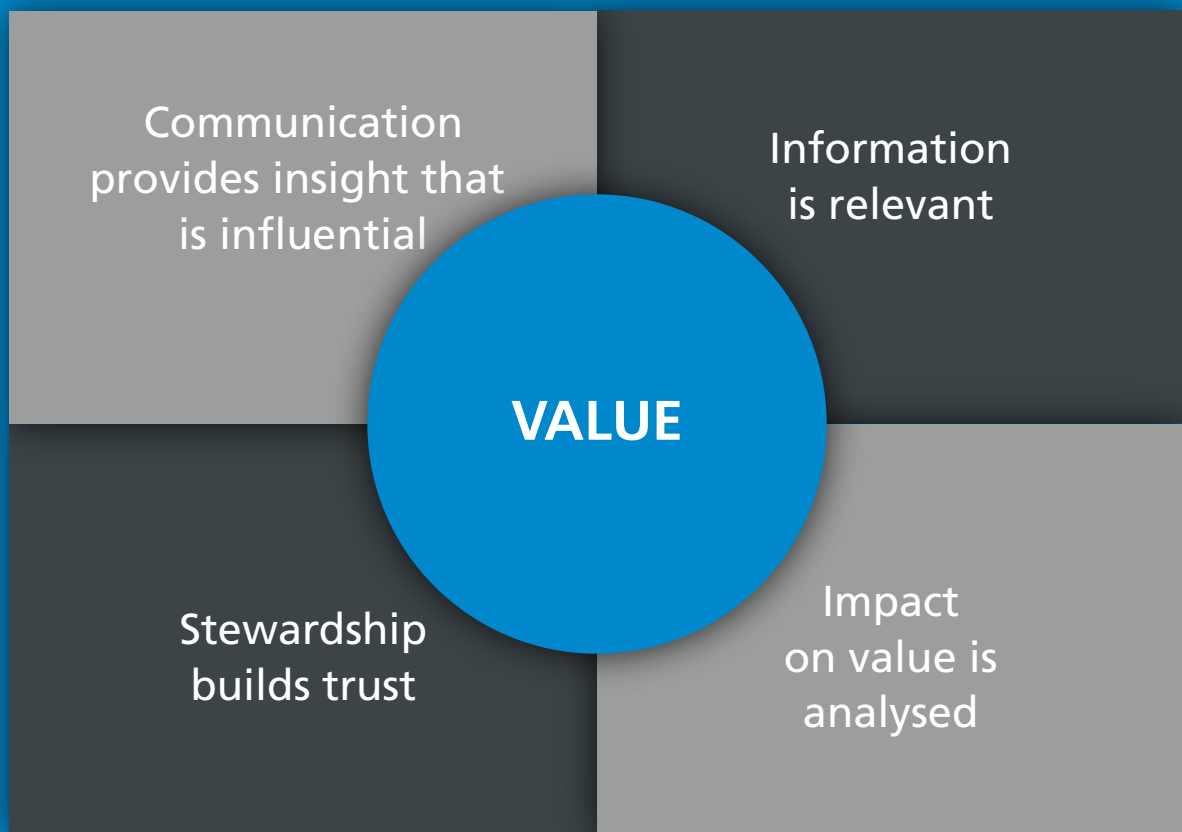 Communication
provides insight that
is influential
Information
is relevant
VALUE
Stewardship
builds trust
Impact
on value is
analysed